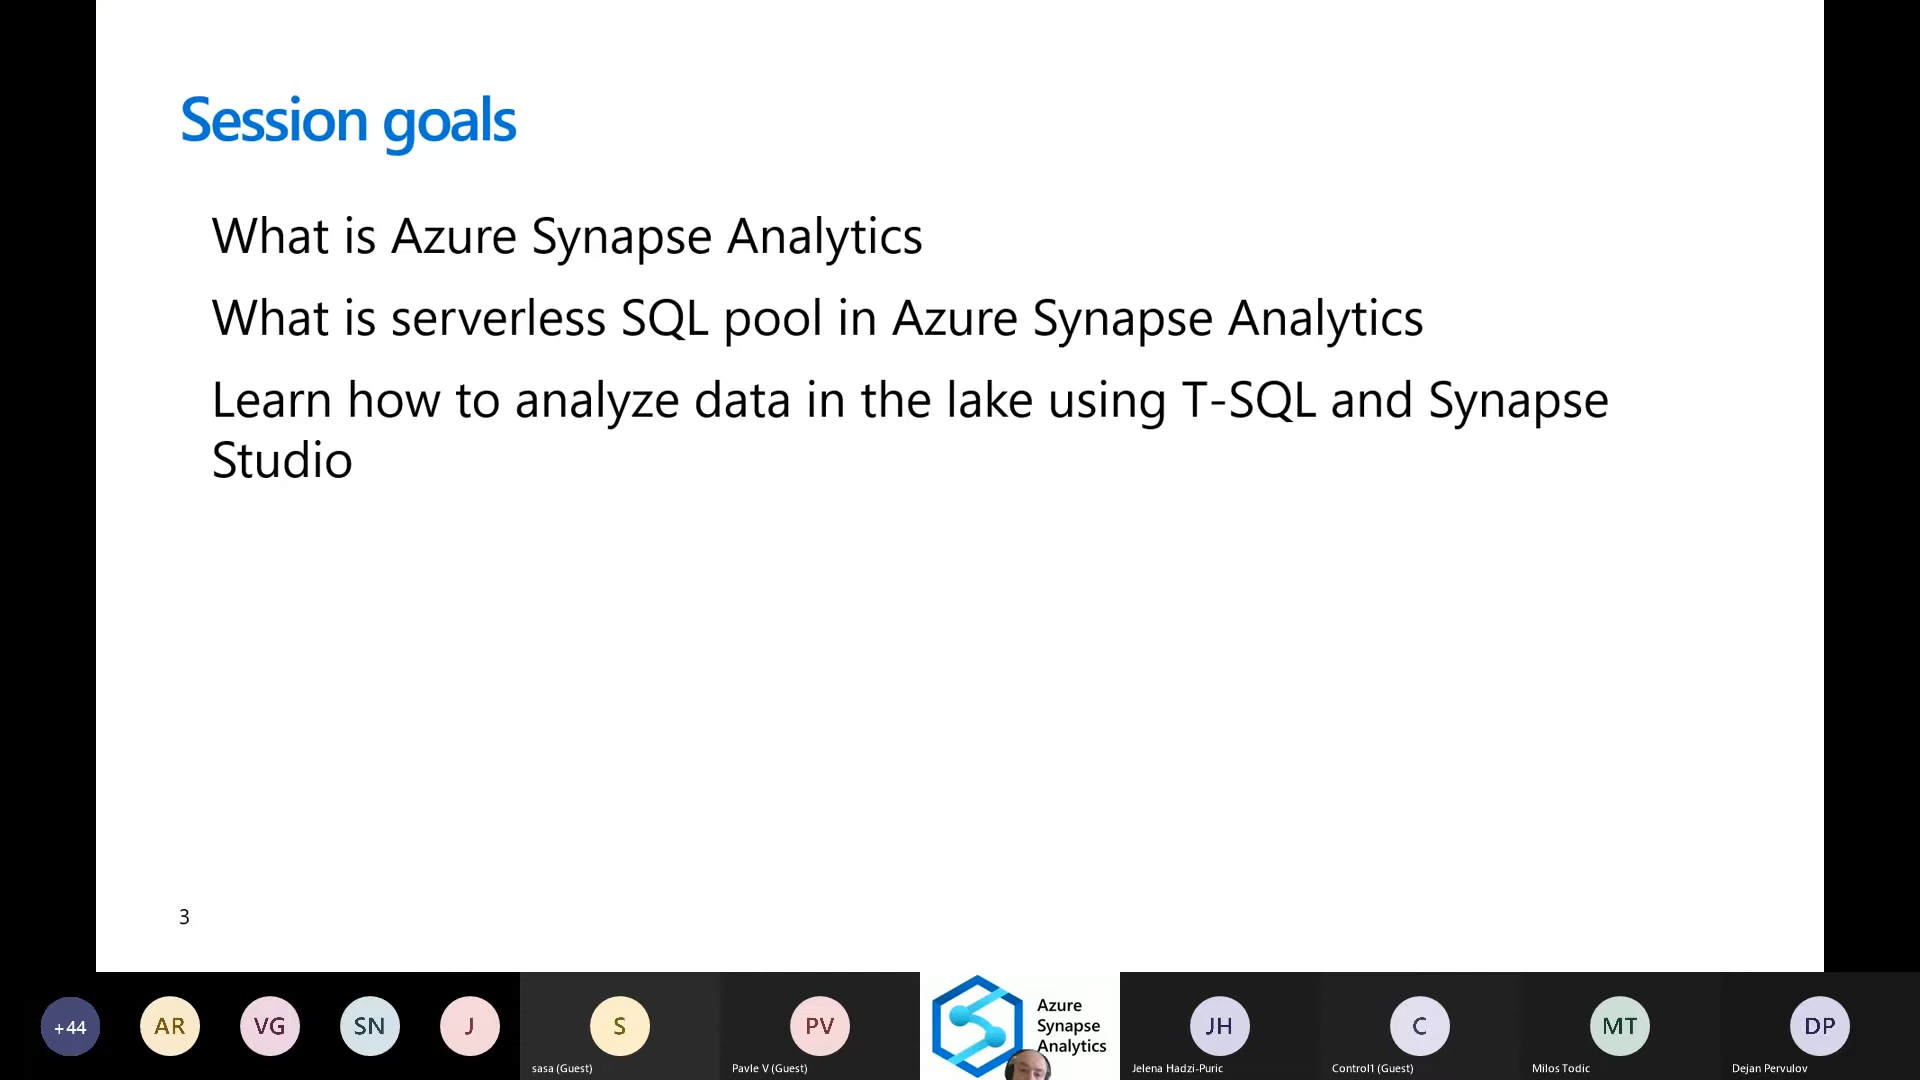 Session goals
What is Azure Synapse Analytics
What is serverless SQL pool in Azure Synapse Analytics
Learn how to analyze data in the lake using T-SQL and Synapse
Studio
3
+44
AR
VG
SN
J
S
sasa (Guest)
PV
Pavle V (Guest)
Azure
Synapse
Analytics
JH
Jelena Hadzi-Puric
C
Control1 (Guest)
MT
Milos Todic
DP
Dejan Pervulov